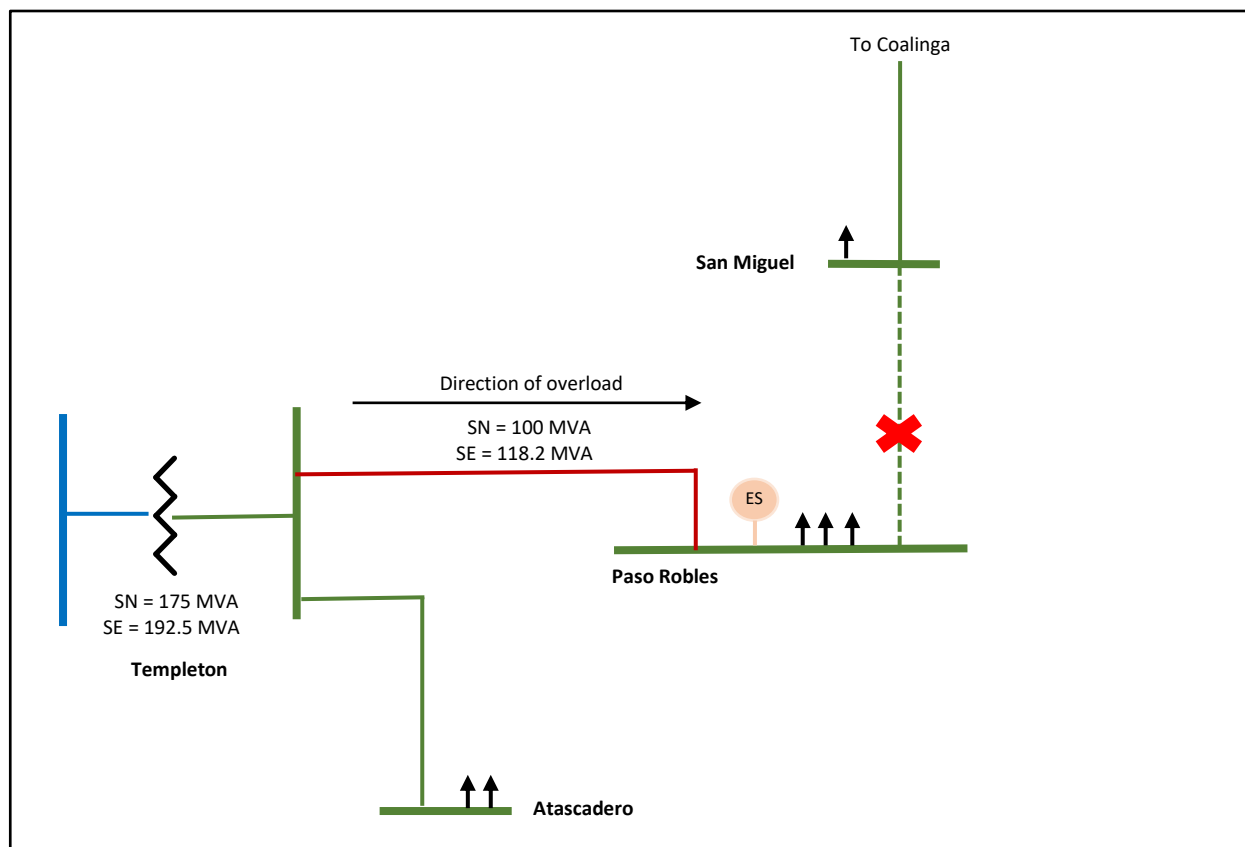 To Coalinga
San Miguel
Direction of overload
SN = 100 MVA
SE = 118.2 MVA
ES
Paso Robles
SN = 175 MVA
SE = 192.5 MVA
Templeton
Atascadero